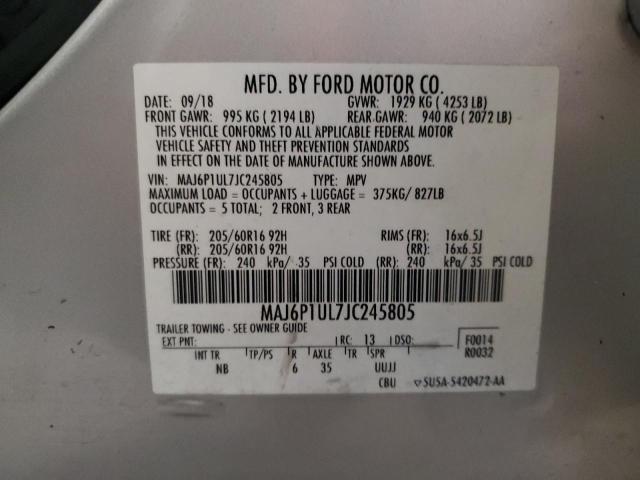 MFD. BY FORD MOTOR CO.
DATE: 09/18 GVWR: 1929 KG ( 4253 LB)
FRONT GAWR: 995 KG ( 2194 LB) REAR GAWR: 940 KG ( 2072 LB)
THIS VEHICLE CONFORMS TO ALL APPLICABLE FEDERAL MOTOR
VEHICLE SAFETY AND THEFT PREVENTION STANDARDS
IN EFFECT ON THE DATE OF MANUFACTURE SHOWN ABOVE.
VIN: MAJ6P1UL7JC245805 TYPE: MPV
MAXIMUM LOAD = OCCUPANTS + LUGGAGE = 375KG/ 827LB
OCCUPANTS = 5 TOTAL; 2 FRONT, 3 REAR
TIRE (FR): 205/60R16 92H RIMS (FR): 16x6.5J
(RR): 205/60R16 92H (RR): 16x6.5J
PRESSURE (FR): 240 kPa/ 35 PSI COLD (RR): 240 kPa/ 35 PSI COLD
MAJ6P1UL7JC245805
TRAILER TOWING - SEE OWNER GUIDE
EXT PNT: RC: 13 DSO: F0014
R0032
INT TR TP/PS R AXLE TR SPR
NB 6 35 UUJJ
CBU 5U5A-5420472-AA